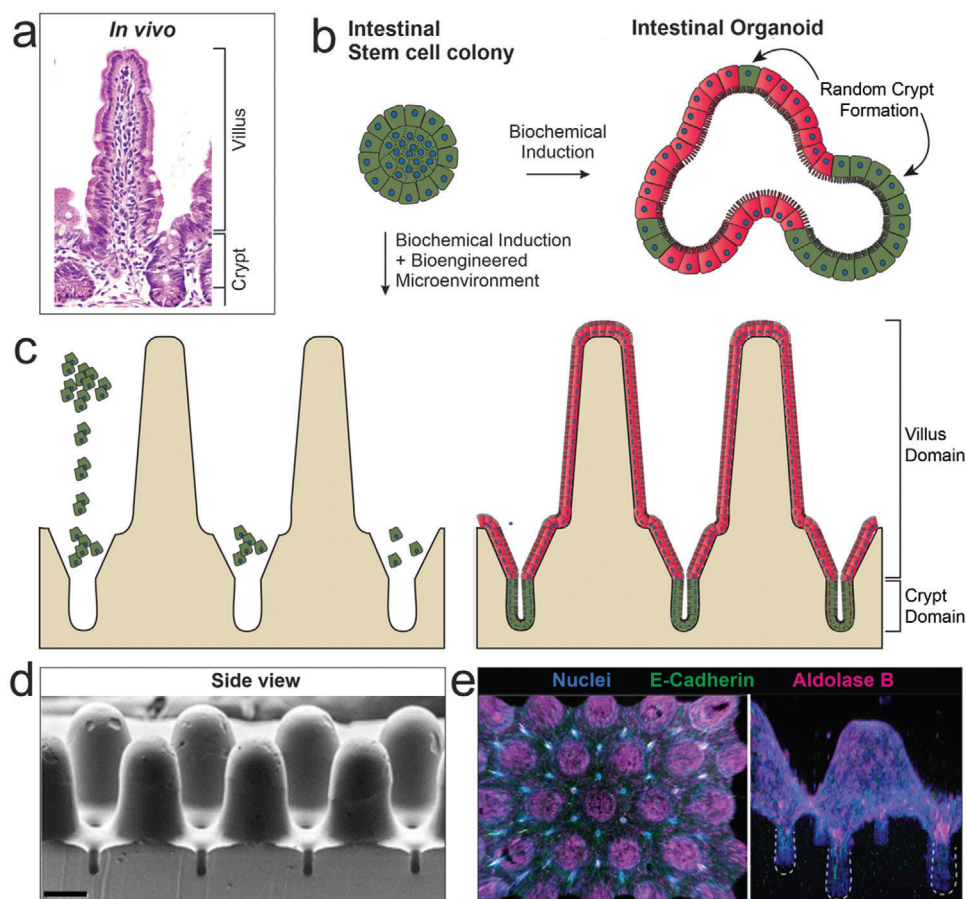 a
In vivo
Villus
Crypt
b
Intestinal
Stem cell colony
Biochemical
Induction
Intestinal Organoid
Random Crypt
Formation
Biochemical Induction
+ Bioengineered
Microenvironment
c
Villus
Domain
Crypt
Domain
d
Side view
e
Nuclei
E-Cadherin
Aldolase B